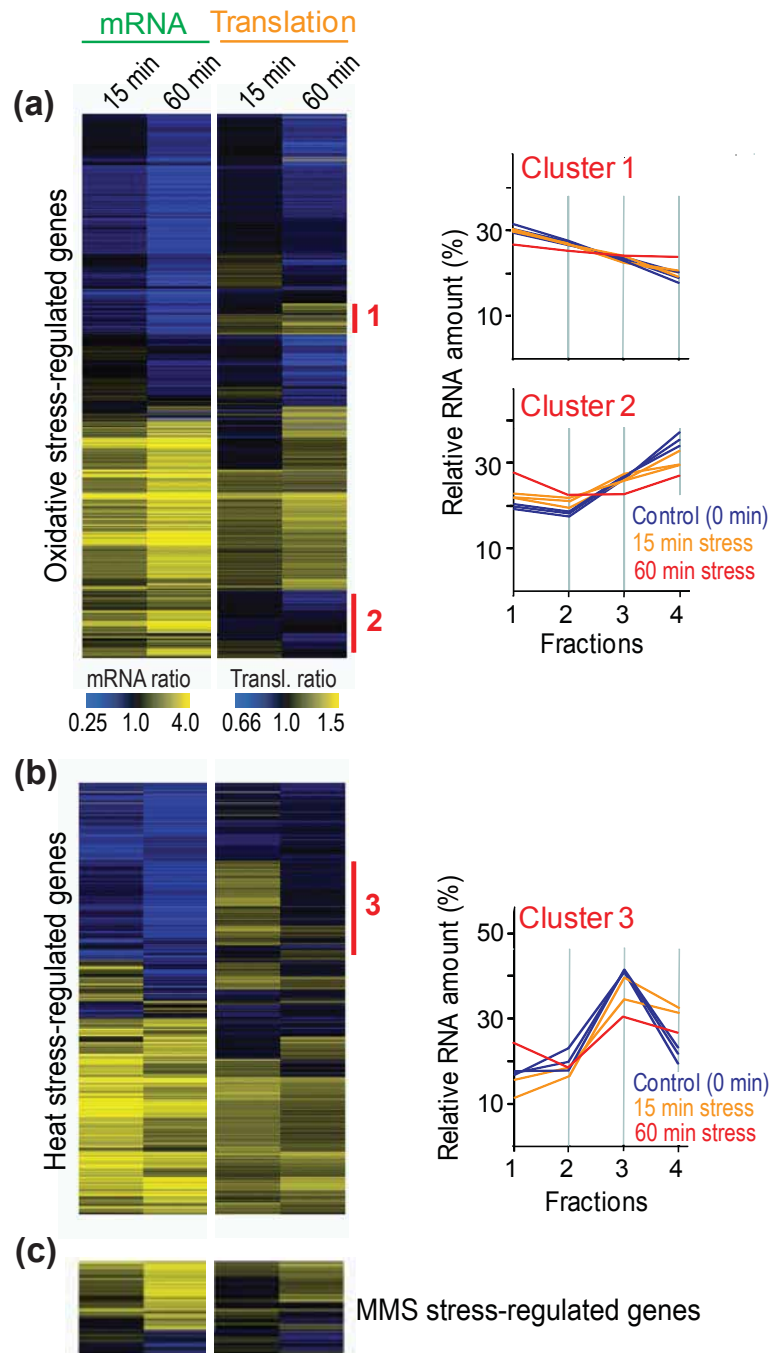 mRNA Translation
15 min 60 min 15 min 60 min
(a)
Oxidative stress-regulated genes
1
2
mRNA ratio Transl. ratio
0.25 1.0 4.0 0.66 1.0 1.5
Cluster 1
Relative RNA amount (%)
30
10
Cluster 2
30
10
Control (0 min)
15 min stress
60 min stress
1 2 3 4
Fractions
(b)
Heat stress-regulated genes
3
Cluster 3
Relative RNA amount (%)
50
30
10
Control (0 min)
15 min stress
60 min stress
1 2 3 4
Fractions
(c)
MMS stress-regulated genes